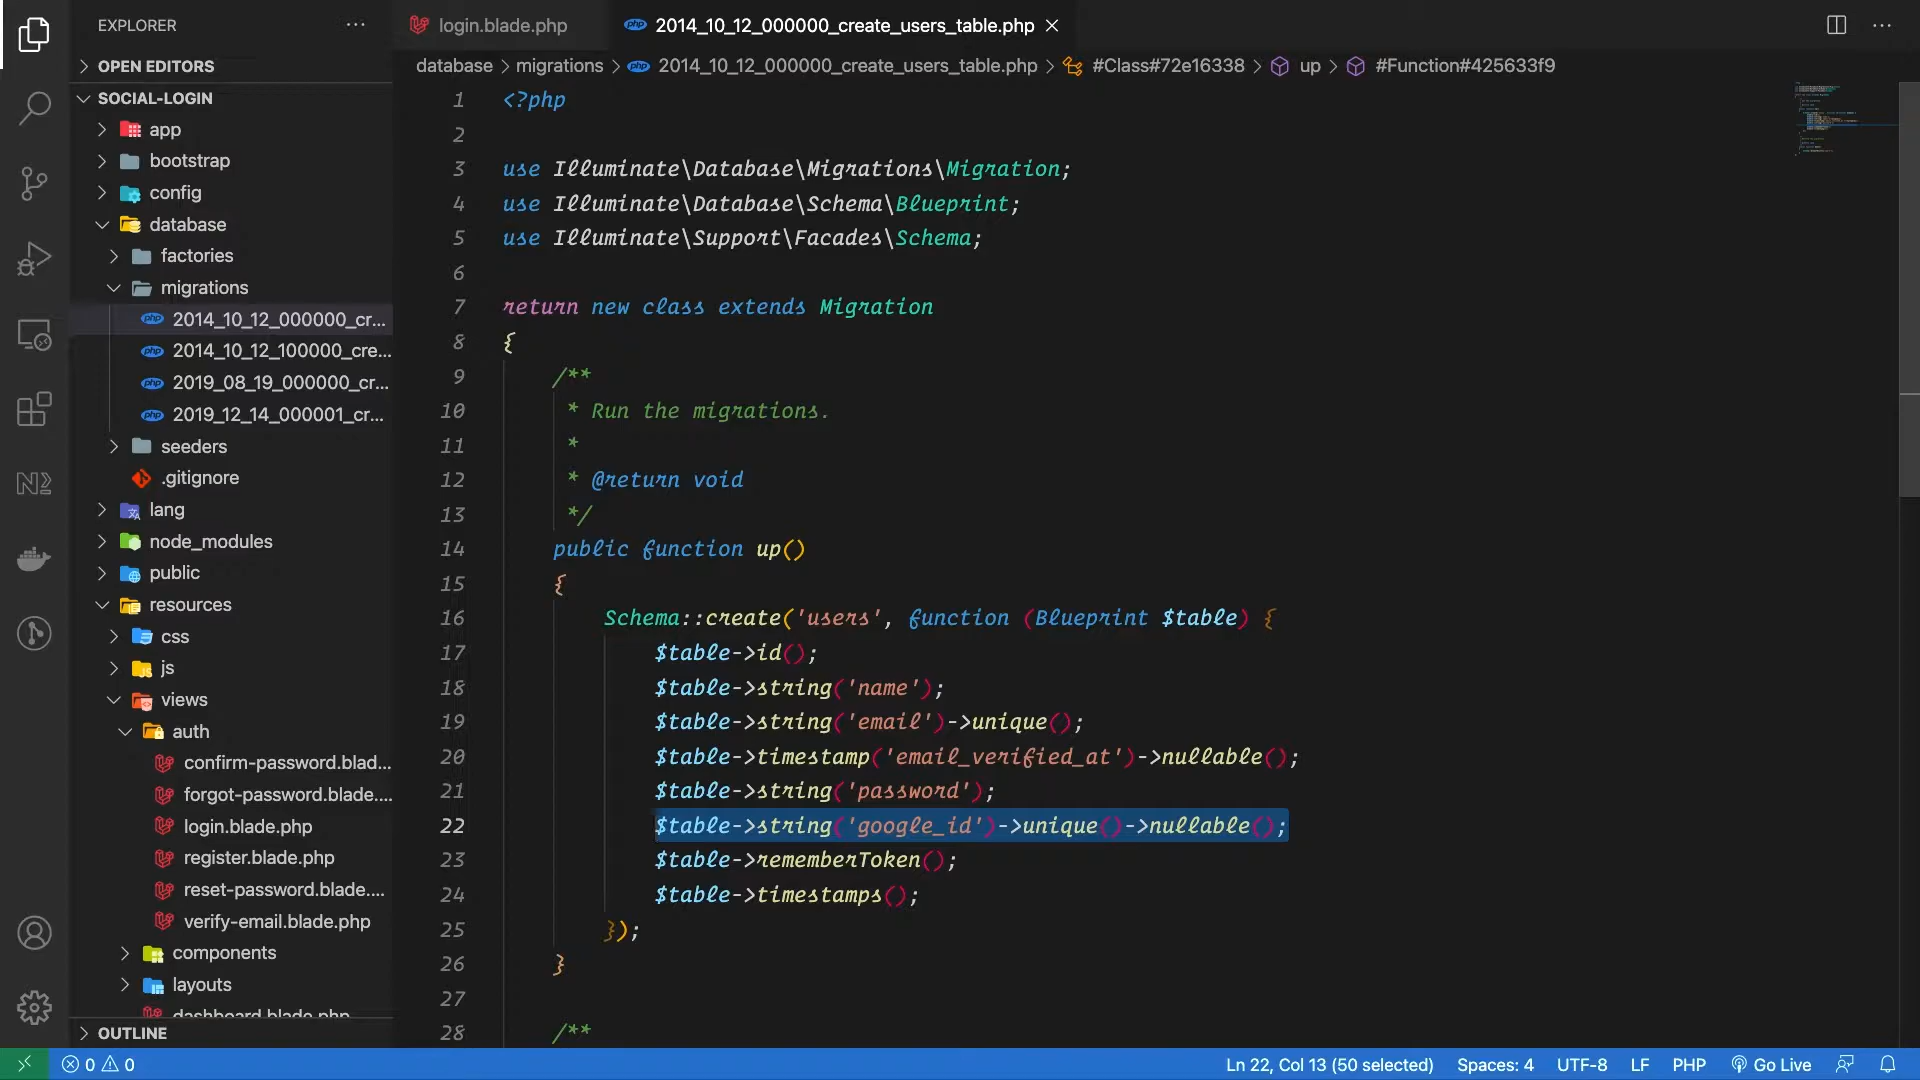 EXPLORER
login.blade.php
2014_10_12_000000_create_users_table.php
OPEN EDITORS
database > migrations > 2014_10_12_000000_create_users_table.php > #Class#72e16338 > up > #Function#425633f9
SOCIAL-LOGIN
app
bootstrap
config
database
factories
migrations
2014_10_12_000000_cr...
2014_10_12_100000_cre...
2019_08_19_000000_cr...
2019_12_14_000001_cr...
seeders
.gitignore
lang
node_modules
public
resources
css
js
views
auth
confirm-password.blad...
forgot-password.blade....
login.blade.php
register.blade.php
reset-password.blade....
verify-email.blade.php
components
layouts
dashboard.blade.php
OUTLINE
1 <?php
2
3 use Illuminate\Database\Migrations\Migration;
4 use Illuminate\Database\Schema\Blueprint;
5 use Illuminate\Support\Facades\Schema;
6
7 return new class extends Migration
8 {
9 /**
10 * Run the migrations.
11 *
12 * @return void
13 */
14 public function up()
15 {
16 Schema::create('users', function (Blueprint $table) {
17 $table->id();
18 $table->string('name');
19 $table->string('email')->unique();
20 $table->timestamp('email_verified_at')->nullable();
21 $table->string('password');
22 $table->string('google_id')->unique()->nullable();
23 $table->rememberToken();
24 $table->timestamps();
25 });
26 }
27
28 /**
0 0
Ln 22, Col 13 (50 selected)
Spaces: 4
UTF-8
LF
PHP
Go Live